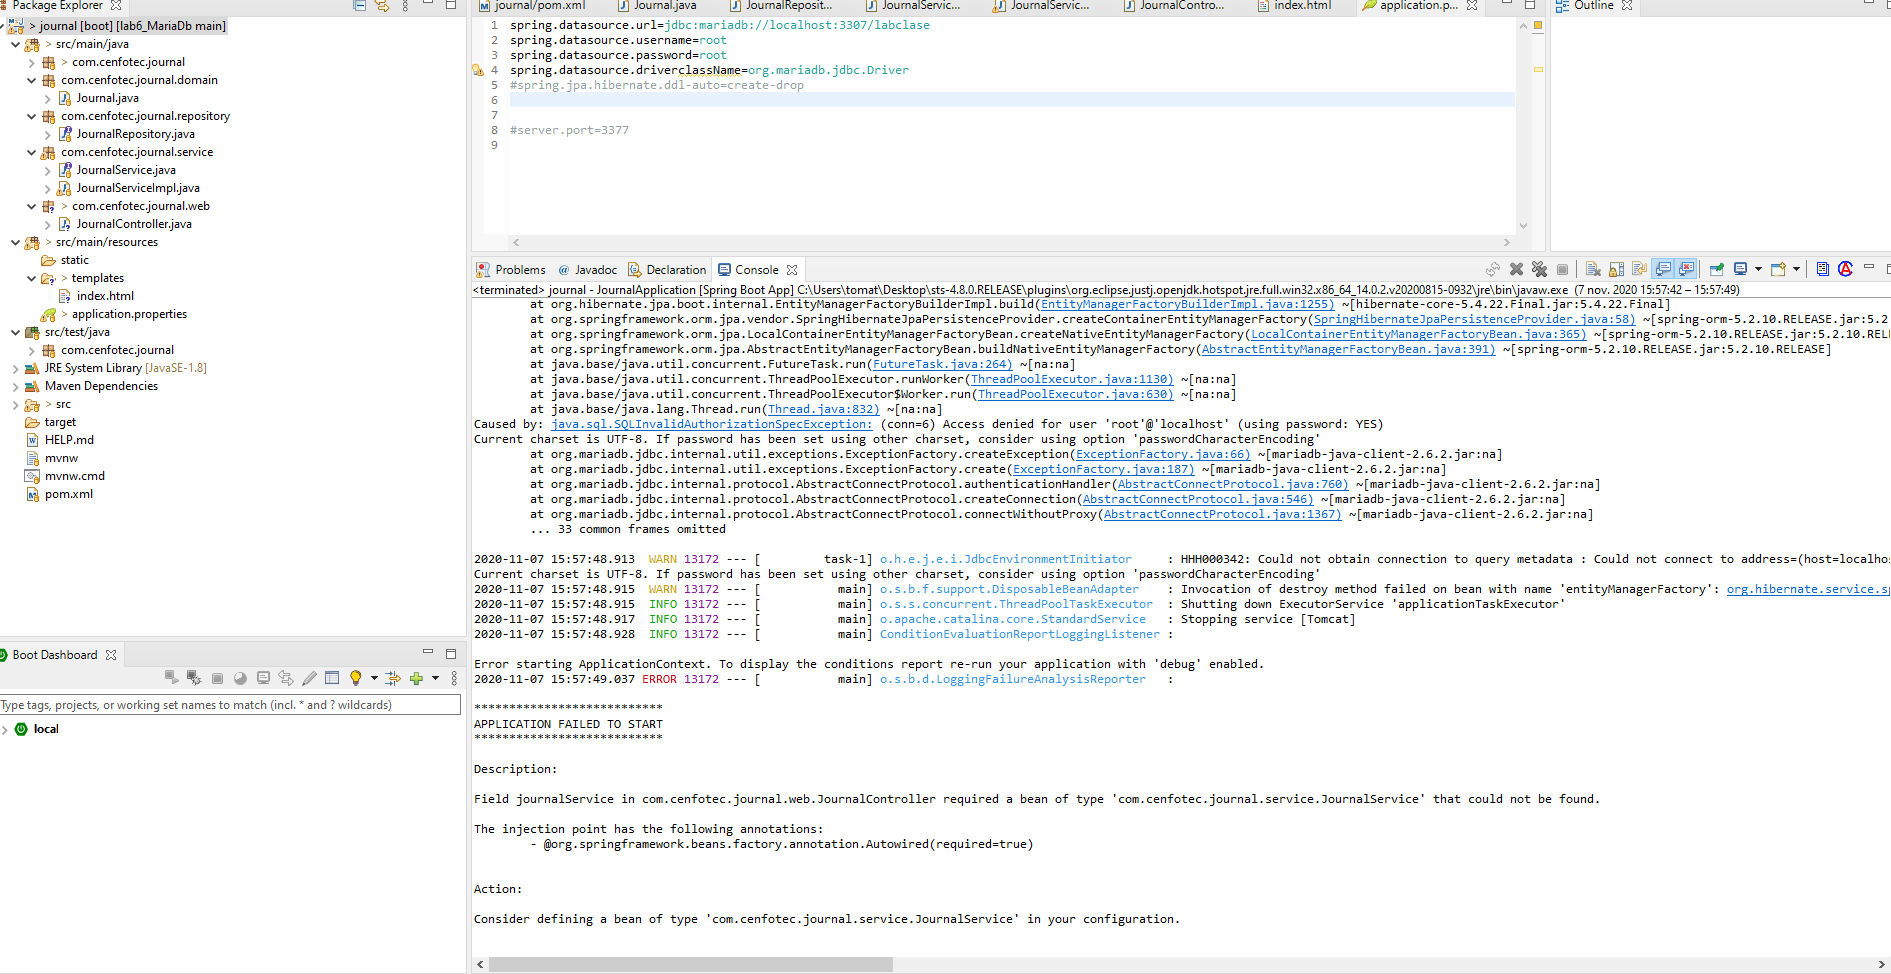 Package Explorer
> journal [boot] [lab6_MariaDb main]
> src/main/java
> com.cenfotec.journal
com.cenfotec.journal.domain
Journal.java
com.cenfotec.journal.repository
JournalRepository.java
com.cenfotec.journal.service
JournalService.java
JournalServiceImpl.java
> com.cenfotec.journal.web
JournalController.java
> src/main/resources
static
> templates
index.html
> application.properties
src/test/java
com.cenfotec.journal
JRE System Library [JavaSE-1.8]
Maven Dependencies
> src
target
HELP.md
mvnw
mvnw.cmd
pom.xml
Boot Dashboard
Type tags, projects, or working set names to match (incl. * and ? wildcards)
local
journal/pom.xml Journal.java JournalReposit... JournalServic... JournalServic... JournalContro... index.html application.p...
1 spring.datasource.url=jdbc:mariadb://localhost:3307/labclase
2 spring.datasource.username=root
3 spring.datasource.password=root
4 spring.datasource.driverclassName=org.mariadb.jdbc.Driver
5 #spring.jpa.hibernate.ddl-auto=create-drop
6
7
8 #server.port=3377
9
Outline
Problems @ Javadoc Declaration Console
<terminated> journal - JournalApplication [Spring Boot App] C:\Users\tomat\Desktop\sts-4.8.0.RELEASE\plugins\org.eclipse.justj.openjdk.hotspot.jre.full.win32.x86_64_14.0.2.v20200815-0932\jre\bin\javaw.exe (7 nov. 2020 15:57:42 – 15:57:49)
at org.hibernate.jpa.boot.internal.EntityManagerFactoryBuilderImpl.build(EntityManagerFactoryBuilderImpl.java:1255) ~[hibernate-core-5.4.22.Final.jar:5.4.22.Final]
at org.springframework.orm.jpa.vendor.SpringHibernateJpaPersistenceProvider.createContainerEntityManagerFactory(SpringHibernateJpaPersistenceProvider.java:58) ~[spring-orm-5.2.10.RELEASE.jar:5.2
at org.springframework.orm.jpa.LocalContainerEntityManagerFactoryBean.createNativeEntityManagerFactory(LocalContainerEntityManagerFactoryBean.java:365) ~[spring-orm-5.2.10.RELEASE.jar:5.2.10.REL
at org.springframework.orm.jpa.AbstractEntityManagerFactoryBean.buildNativeEntityManagerFactory(AbstractEntityManagerFactoryBean.java:391) ~[spring-orm-5.2.10.RELEASE.jar:5.2.10.RELEASE]
at java.base/java.util.concurrent.FutureTask.run(FutureTask.java:264) ~[na:na]
at java.base/java.util.concurrent.ThreadPoolExecutor.runWorker(ThreadPoolExecutor.java:1130) ~[na:na]
at java.base/java.util.concurrent.ThreadPoolExecutor$Worker.run(ThreadPoolExecutor.java:630) ~[na:na]
at java.base/java.lang.Thread.run(Thread.java:832) ~[na:na]
Caused by: java.sql.SQLInvalidAuthorizationSpecException: (conn=6) Access denied for user 'root'@'localhost' (using password: YES)
Current charset is UTF-8. If password has been set using other charset, consider using option 'passwordCharacterEncoding'
at org.mariadb.jdbc.internal.util.exceptions.ExceptionFactory.createException(ExceptionFactory.java:66) ~[mariadb-java-client-2.6.2.jar:na]
at org.mariadb.jdbc.internal.util.exceptions.ExceptionFactory.create(ExceptionFactory.java:187) ~[mariadb-java-client-2.6.2.jar:na]
at org.mariadb.jdbc.internal.protocol.AbstractConnectProtocol.authenticationHandler(AbstractConnectProtocol.java:760) ~[mariadb-java-client-2.6.2.jar:na]
at org.mariadb.jdbc.internal.protocol.AbstractConnectProtocol.createConnection(AbstractConnectProtocol.java:546) ~[mariadb-java-client-2.6.2.jar:na]
at org.mariadb.jdbc.internal.protocol.AbstractConnectProtocol.connectWithoutProxy(AbstractConnectProtocol.java:1367) ~[mariadb-java-client-2.6.2.jar:na]
... 33 common frames omitted
2020-11-07 15:57:48.913 WARN 13172 --- [ task-1] o.h.e.j.e.i.JdbcEnvironmentInitiator : HHH000342: Could not obtain connection to query metadata : Could not connect to address=(host=localho
Current charset is UTF-8. If password has been set using other charset, consider using option 'passwordCharacterEncoding'
2020-11-07 15:57:48.915 WARN 13172 --- [ main] o.s.b.f.support.DisposableBeanAdapter : Invocation of destroy method failed on bean with name 'entityManagerFactory': org.hibernate.service.sp
2020-11-07 15:57:48.915 INFO 13172 --- [ main] o.s.s.concurrent.ThreadPoolTaskExecutor : Shutting down ExecutorService 'applicationTaskExecutor'
2020-11-07 15:57:48.917 INFO 13172 --- [ main] o.apache.catalina.core.StandardService : Stopping service [Tomcat]
2020-11-07 15:57:48.928 INFO 13172 --- [ main] ConditionEvaluationReportLoggingListener :
Error starting ApplicationContext. To display the conditions report re-run your application with 'debug' enabled.
2020-11-07 15:57:49.037 ERROR 13172 --- [ main] o.s.b.d.LoggingFailureAnalysisReporter :
***************************
APPLICATION FAILED TO START
***************************
Description:
Field journalService in com.cenfotec.journal.web.JournalController required a bean of type 'com.cenfotec.journal.service.JournalService' that could not be found.
The injection point has the following annotations:
- @org.springframework.beans.factory.annotation.Autowired(required=true)
Action:
Consider defining a bean of type 'com.cenfotec.journal.service.JournalService' in your configuration.